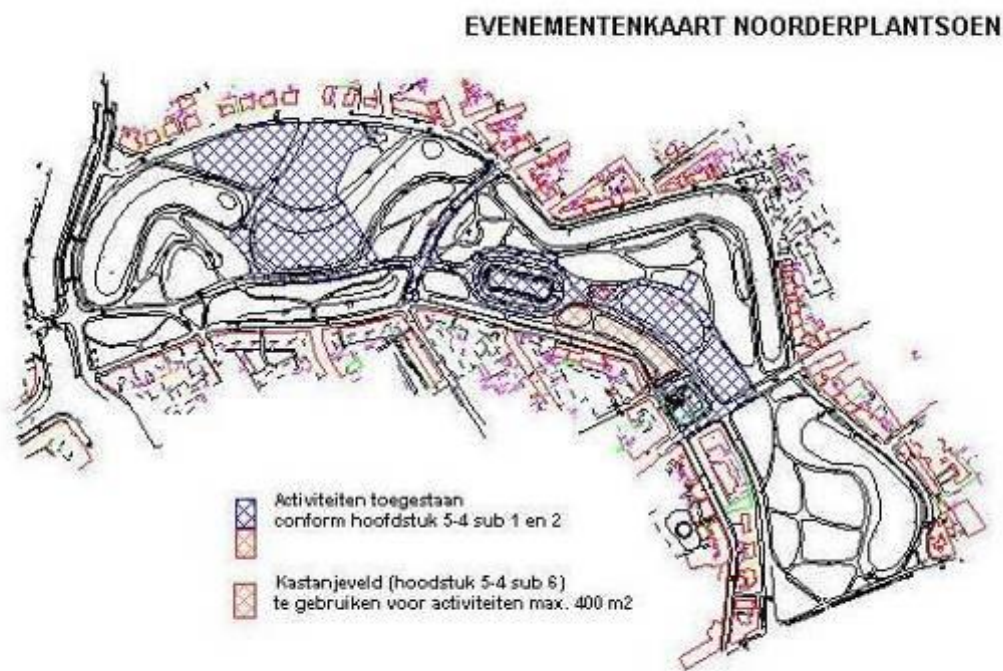 EVENEMENTENKAART NOORDERPLANTSOEN
Activiteiten toegestaan
conform hoofdstuk 5-4 sub 1 en 2
Kastanjeveld (hoodstuk 5-4 sub 6)
te gebruiken voor activiteiten max. 400 m2